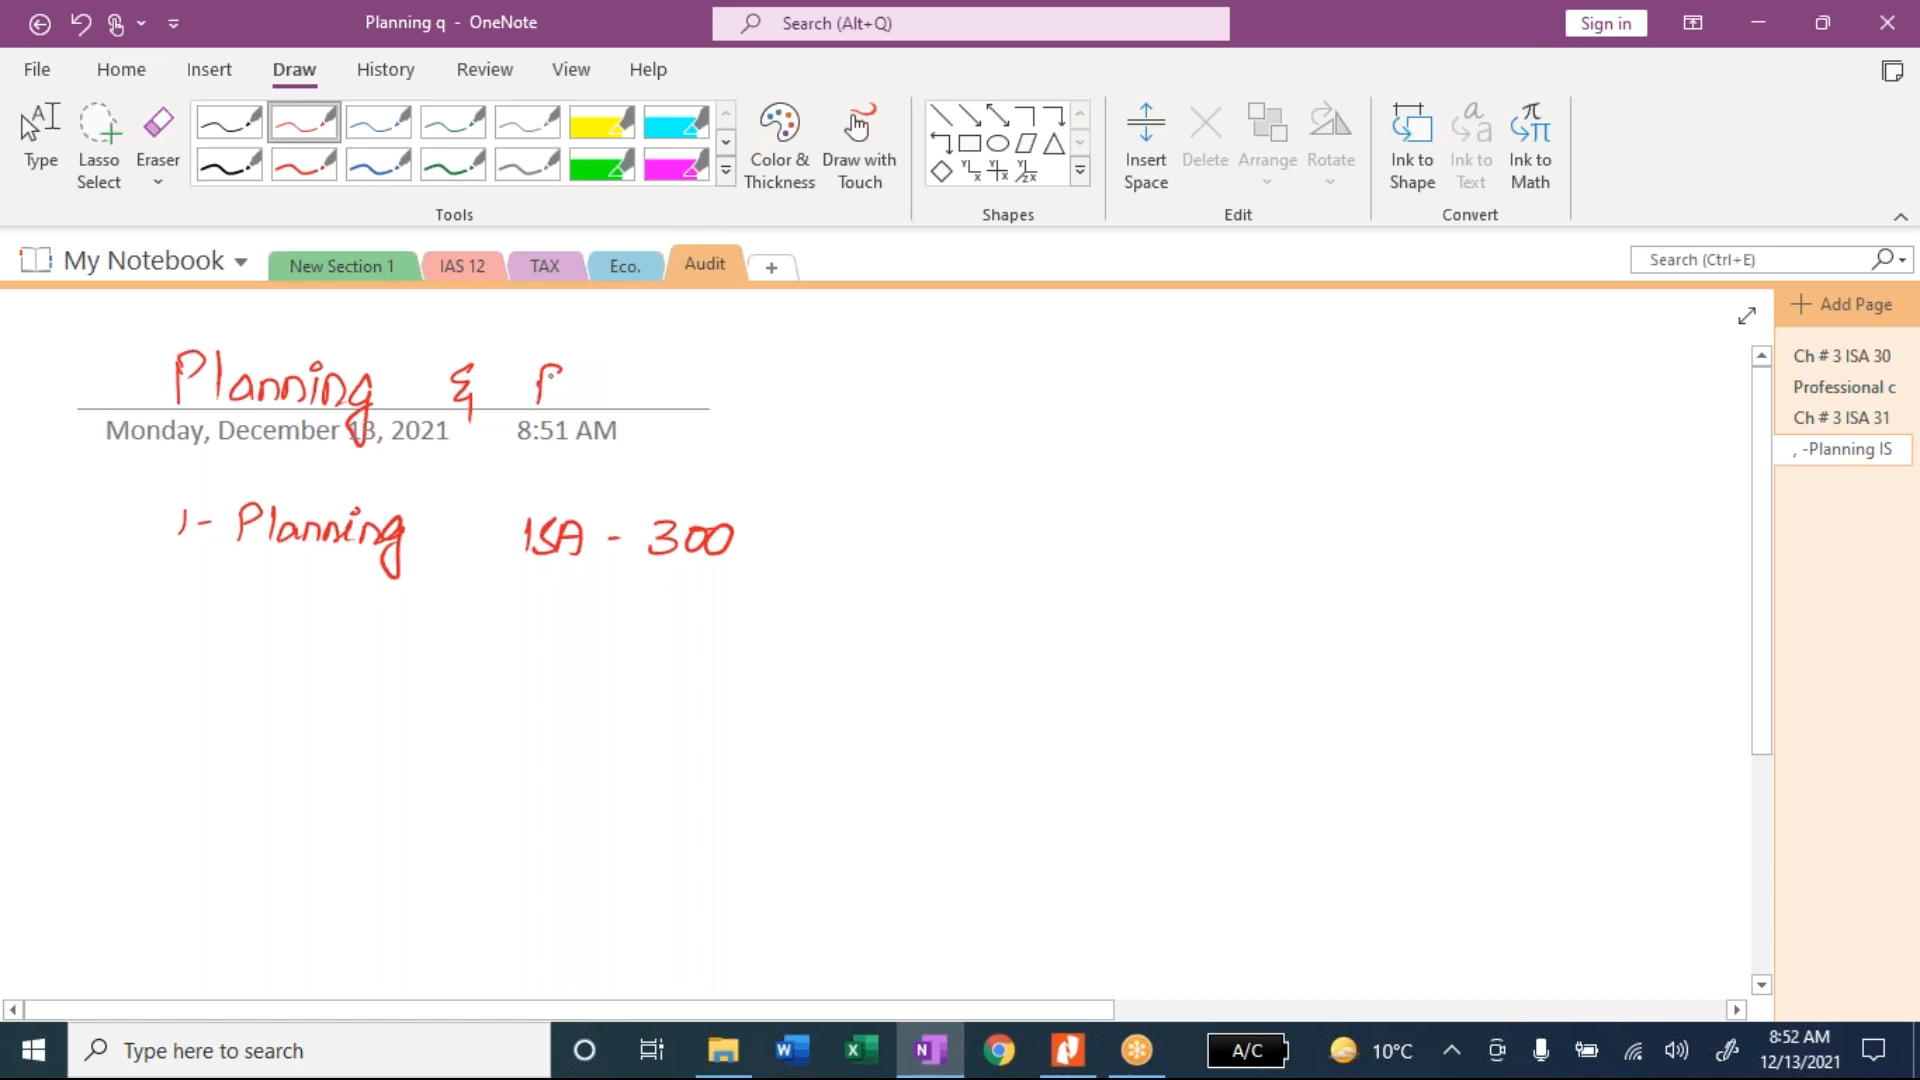 Planning q - OneNote
Search (Alt+Q)
Sign in
File Home Insert Draw History Review View Help
Type
Lasso Select
Eraser
Color & Thickness
Draw with Touch
Insert Space
Delete
Arrange
Rotate
Ink to Shape
Ink to Text
Ink to Math
Tools
Shapes
Edit
Convert
My Notebook
New Section 1
IAS 12
TAX
Eco.
Audit
Search (Ctrl+E)
Add Page
Ch # 3 ISA 30
Professional c
Ch # 3 ISA 31
, -Planning IS
Planning &
Monday, December 13, 2021 8:51 AM
1- Planning ISA - 300
Type here to search
A/C
10°C
8:52 AM
12/13/2021